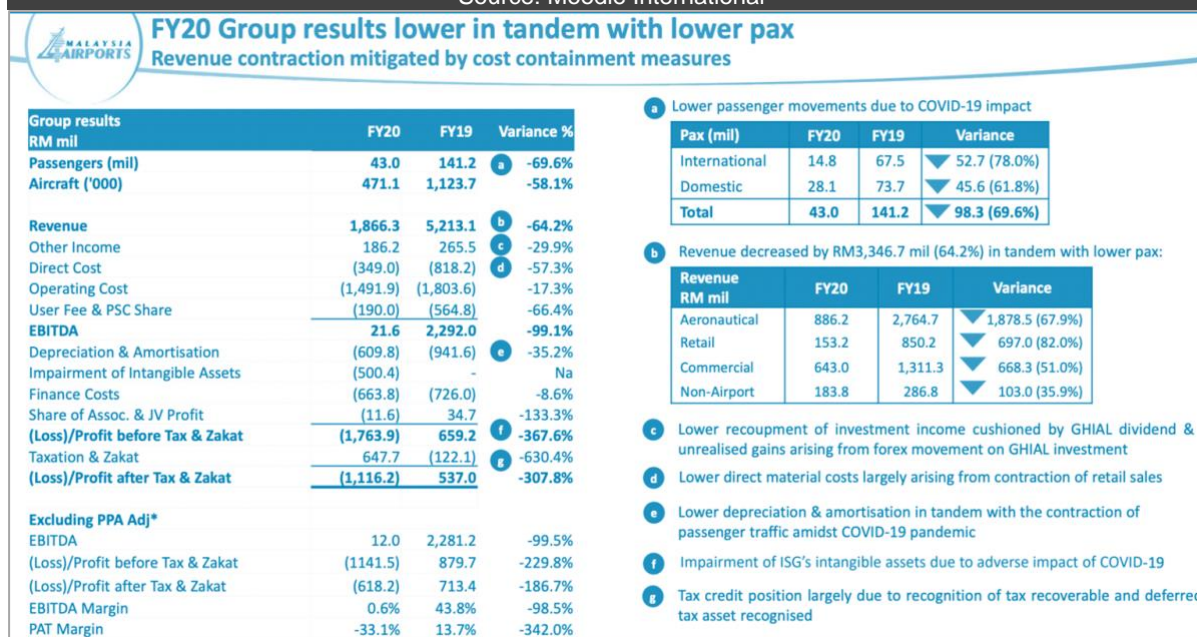 Source: Moodie International
MALAYSIA
AIRPORTS
FY20 Group results lower in tandem with lower pax
Revenue contraction mitigated by cost containment measures
Group results
RM mil FY20 FY19 Variance %
Passengers (mil) 43.0 141.2 a -69.6%
Aircraft ('000) 471.1 1,123.7 -58.1%
Revenue 1,866.3 5,213.1 b -64.2%
Other Income 186.2 265.5 c -29.9%
Direct Cost (349.0) (818.2) d -57.3%
Operating Cost (1,491.9) (1,803.6) -17.3%
User Fee & PSC Share (190.0) (564.8) -66.4%
EBITDA 21.6 2,292.0 -99.1%
Depreciation & Amortisation (609.8) (941.6) e -35.2%
Impairment of Intangible Assets (500.4) - Na
Finance Costs (663.8) (726.0) -8.6%
Share of Assoc. & JV Profit (11.6) 34.7 -133.3%
(Loss)/Profit before Tax & Zakat (1,763.9) 659.2 f -367.6%
Taxation & Zakat 647.7 (122.1) g -630.4%
(Loss)/Profit after Tax & Zakat (1,116.2) 537.0 -307.8%
Excluding PPA Adj*
EBITDA 12.0 2,281.2 -99.5%
(Loss)/Profit before Tax & Zakat (1141.5) 879.7 -229.8%
(Loss)/Profit after Tax & Zakat (618.2) 713.4 -186.7%
EBITDA Margin 0.6% 43.8% -98.5%
PAT Margin -33.1% 13.7% -342.0%
a Lower passenger movements due to COVID-19 impact
Pax (mil) FY20 FY19 Variance
International 14.8 67.5 52.7 (78.0%)
Domestic 28.1 73.7 45.6 (61.8%)
Total 43.0 141.2 98.3 (69.6%)
b Revenue decreased by RM3,346.7 mil (64.2%) in tandem with lower pax:
Revenue
RM mil FY20 FY19 Variance
Aeronautical 886.2 2,764.7 1,878.5 (67.9%)
Retail 153.2 850.2 697.0 (82.0%)
Commercial 643.0 1,311.3 668.3 (51.0%)
Non-Airport 183.8 286.8 103.0 (35.9%)
c Lower recoupment of investment income cushioned by GHIAL dividend &
unrealised gains arising from forex movement on GHIAL investment
d Lower direct material costs largely arising from contraction of retail sales
e Lower depreciation & amortisation in tandem with the contraction of
passenger traffic amidst COVID-19 pandemic
f Impairment of ISG's intangible assets due to adverse impact of COVID-19
g Tax credit position largely due to recognition of tax recoverable and deferred
tax asset recognised